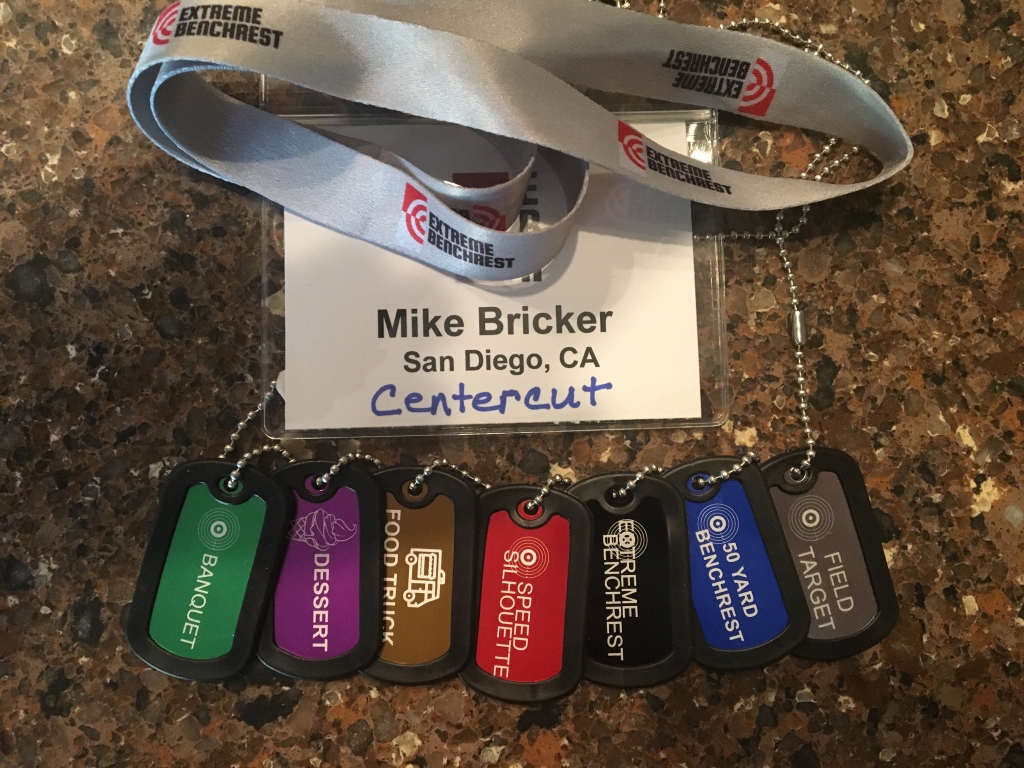 EXTREME
BENCHREST
EXTREME
BENCHREST
EXTREME
BENCHREST
EXTREME
BENCHREST
Mike Bricker
San Diego, CA
Centercut
BANQUET
DESSERT
FOOD TRUCK
SPEED
SILHOUETTE
EXTREME
BENCHREST
50 YARD
BENCHREST
FIELD
TARGET